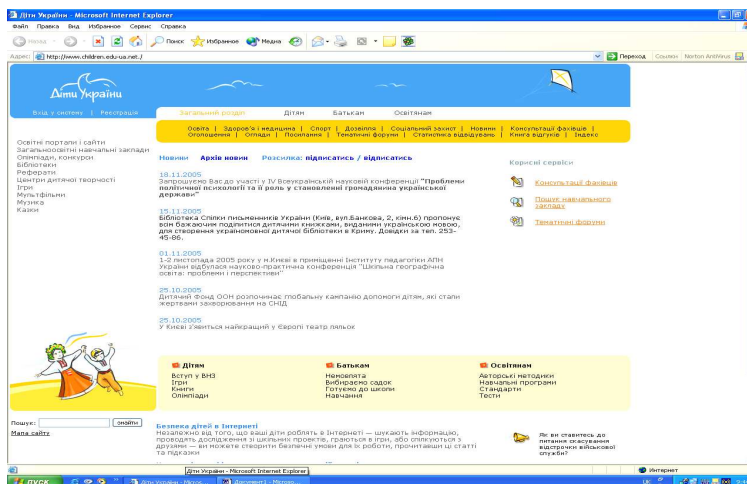 Діти України - Microsoft Internet Explorer
Файл Правка Вид Избранное Сервис Справка
Назад Поиск Избранное Медиа
Адрес: http://www.children.edu-ua.net./ Переход Ссылки Norton AntiVirus
Діти України
Вхід у систему | Реєстрація
Загальний розділ Дітям Батькам Освітянам
Освіта | Здоров'я і медицина | Спорт | Дозвілля | Соціальний захист | Новини | Консультації фахівців |
Оголошення | Огляди | Посилання | Тематичні форуми | Статистика відвідувань | Книга відгуків | Індекс
Освітні портали і сайти
Загальноосвітні навчальні заклади
Олімпіади, конкурси
Бібліотеки
Реферати
Центри дитячої творчості
Ігри
Мультфільми
Музика
Казки
Новини Архів новин Розсилка: підписатись / відписатись
18.11.2005
Запрошуємо Вас до участі у IV Всеукраїнській науковій конференції "Проблеми
політичної психології та її роль у становленні громадянина української
держави"
15.11.2005
Бібліотека Спілки письменників України (Київ, вул.Банкова, 2, кімн.6) пропонує
всім бажаючим поділитися дитячими книжками, виданими українською мовою,
для створення україномовної дитячої бібліотеки в Криму. Довідки за тел. 253-
45-86.
01.11.2005
1-2 листопада 2005 року у м.Києві в приміщенні Інституту педагогіки АПН
України відбулася науково-практична конференція "Шкільна географічна
освіта: проблеми і перспективи"
25.10.2005
Дитячий Фонд ООН розпочинає глобальну кампанію допомоги дітям, які стали
жертвами захворювання на СНІД
25.10.2005
У Києві з'явиться найкращий у Європі театр ляльок
Корисні сервіси
Консультації фахівців
Пошук навчального
закладу
Тематичні форуми
Дітям
Вступ у ВНЗ
Ігри
Книги
Олімпіади
Батькам
Немовлята
Вибираємо садок
Готуємо до школи
Навчання
Освітянам
Авторські методики
Навчальні програми
Стандарти
Тести
Пошук: знайти
Мапа сайту
Безпека дітей в Інтернеті
Незалежно від того, що ваші діти роблять в Інтернеті — шукають інформацію,
проводять дослідження зі шкільних проектів, граються в ігри, або спілкуються з
друзями — ви можете створити безпечні умови для їх роботи, прочитавши ці статті
та підказки
Як ви ставитесь до
питання скасування
відстрочки військової
служби?
Діти України - Microsoft Internet Explorer
Интернет
пуск Діти України - Micros... Документ1 - Microso... UK